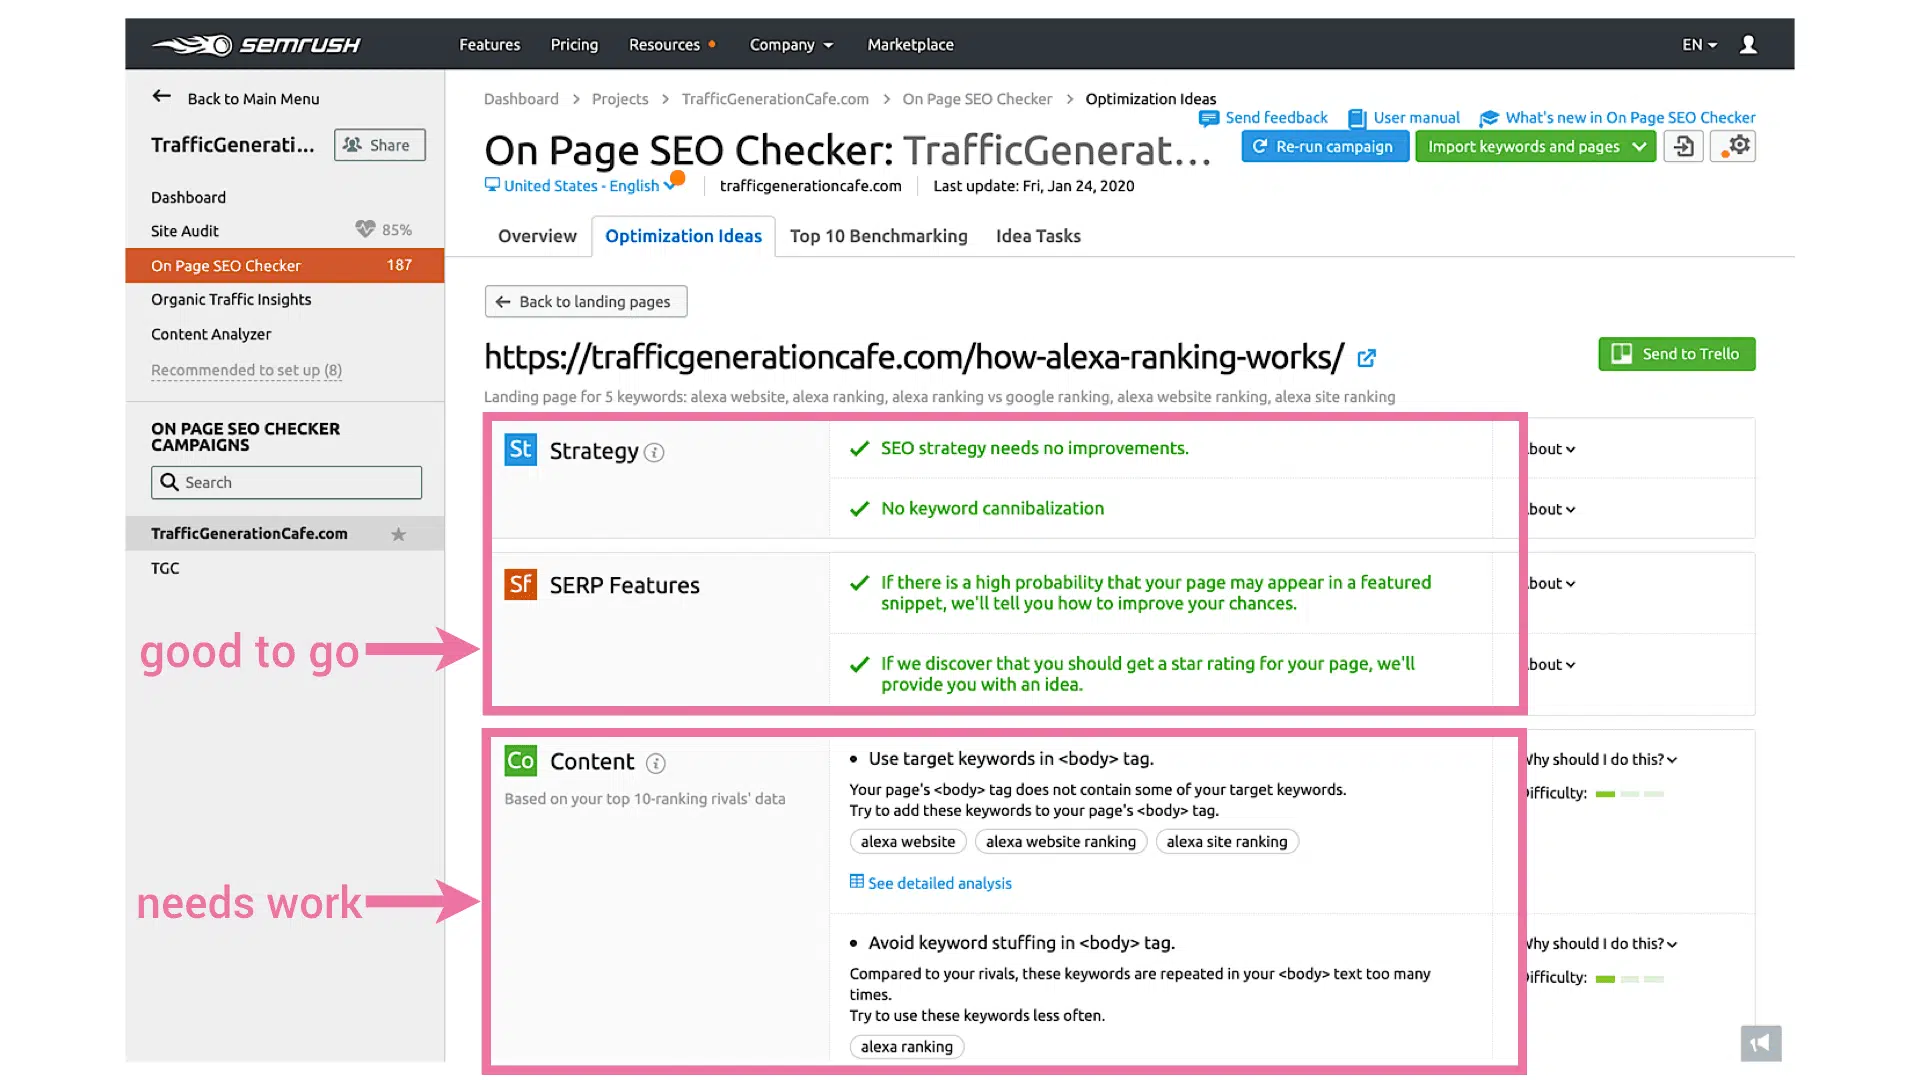 SEMRUSH
Features
Pricing
Resources
Company
Marketplace
EN
Back to Main Menu
TrafficGenerati...
Share
Dashboard
Site Audit
85%
On Page SEO Checker
187
Organic Traffic Insights
Content Analyzer
Recommended to set up (8)
ON PAGE SEO CHECKER
CAMPAIGNS
Search
TrafficGenerationCafe.com
TGC
Dashboard > Projects > TrafficGenerationCafe.com > On Page SEO Checker > Optimization Ideas
Send feedback
User manual
What's new in On Page SEO Checker
On Page SEO Checker: TrafficGenerat...
Re-run campaign
Import keywords and pages
United States - English
trafficgenerationcafe.com
Last update: Fri, Jan 24, 2020
Overview
Optimization Ideas
Top 10 Benchmarking
Idea Tasks
Back to landing pages
https://trafficgenerationcafe.com/how-alexa-ranking-works/
Send to Trello
Landing page for 5 keywords: alexa website, alexa ranking, alexa ranking vs google ranking, alexa website ranking, alexa site ranking
St
Strategy
SEO strategy needs no improvements.
bout
No keyword cannibalization
bout
Sf
SERP Features
If there is a high probability that your page may appear in a featured
snippet, we'll tell you how to improve your chances.
bout
If we discover that you should get a star rating for your page, we'll
provide you with an idea.
bout
good to go
Co
Content
Based on your top 10-ranking rivals' data
Use target keywords in <body> tag.
Your page's <body> tag does not contain some of your target keywords.
Try to add these keywords to your page's <body> tag.
alexa website
alexa website ranking
alexa site ranking
See detailed analysis
Why should I do this?
ifficulty:
needs work
Avoid keyword stuffing in <body> tag.
Compared to your rivals, these keywords are repeated in your <body> text too many
times.
Try to use these keywords less often.
alexa ranking
Why should I do this?
ifficulty: